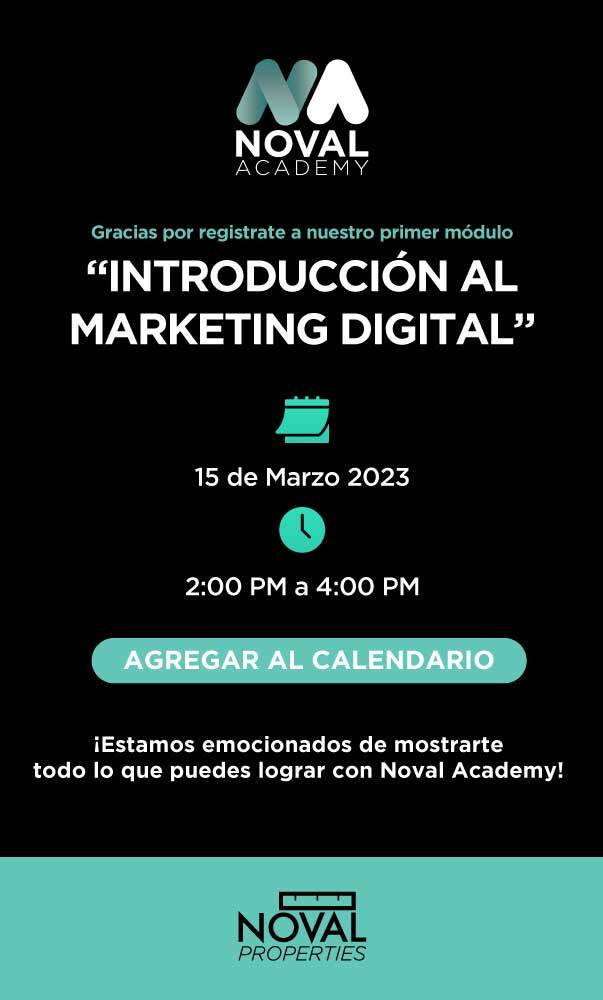 NOVAL
ACADEMY
Gracias por registrate a nuestro primer módulo
“INTRODUCCIÓN AL
MARKETING DIGITAL”
15 de Marzo 2023
2:00 PM a 4:00 PM
AGREGAR AL CALENDARIO
¡Estamos emocionados de mostrarte
todo lo que puedes lograr con Noval Academy!
NOVAL
PROPERTIES